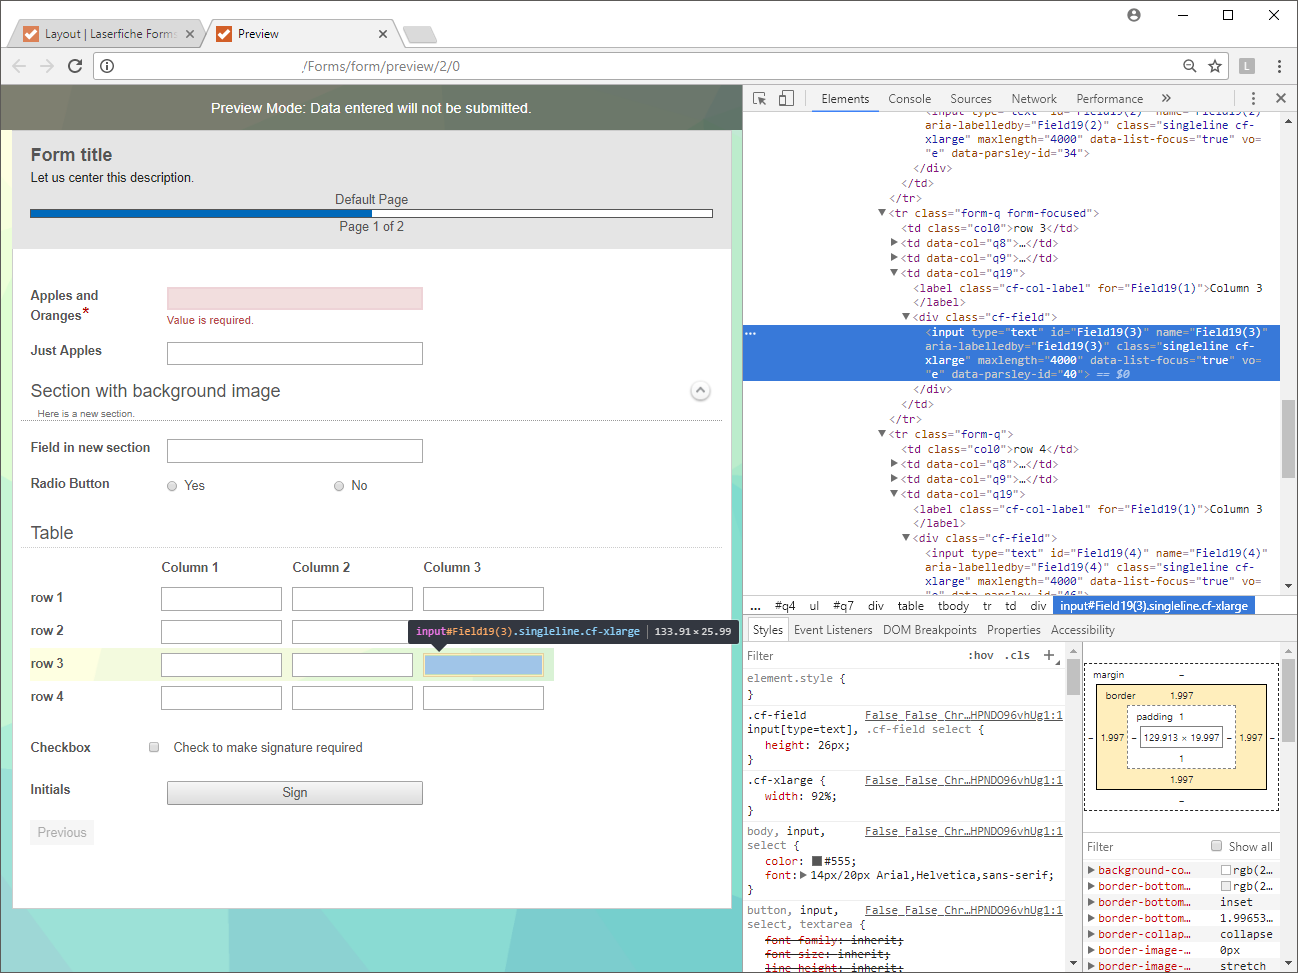 Layout | Laserfiche Forms
Preview
/Forms/form/preview/2/0
L
Preview Mode: Data entered will not be submitted.
Form title
Let us center this description.
Default Page
Page 1 of 2
Apples and
Oranges*
Value is required.
Just Apples
Section with background image
Here is a new section.
Field in new section
Radio Button
Yes
No
Table
Column 1
Column 2
Column 3
row 1
row 2
input#Field19(3).singleline.cf-xlarge | 133.91 × 25.99
row 3
row 4
Checkbox
Check to make signature required
Initials
Sign
Previous
Elements
Console
Sources
Network
Performance
»
<input type="text" id="Field19(2)" name="Field19(2)"
aria-labelledby="Field19(2)" class="singleline cf-
xlarge" maxlength="4000" data-list-focus="true" vo=
"e" data-parsley-id="34">
</div>
</td>
</tr>
▼<tr class="form-q form-focused">
<td class="col0">row 3</td>
▶<td data-col="q8">…</td>
▶<td data-col="q9">…</td>
▼<td data-col="q19">
<label class="cf-col-label" for="Field19(1)">Column 3
</label>
▼<div class="cf-field">
<input type="text" id="Field19(3)" name="Field19(3)"
aria-labelledby="Field19(3)" class="singleline cf-
xlarge" maxlength="4000" data-list-focus="true" vo=
"e" data-parsley-id="40"> == $0
</div>
</td>
</tr>
▼<tr class="form-q">
<td class="col0">row 4</td>
▶<td data-col="q8">…</td>
▶<td data-col="q9">…</td>
▼<td data-col="q19">
<label class="cf-col-label" for="Field19(1)">Column 3
</label>
▼<div class="cf-field">
<input type="text" id="Field19(4)" name="Field19(4)"
aria-labelledby="Field19(4)" class="singleline cf-
xlarge" maxlength="4000" data-list-focus="true" vo=
"e" data-parsley-id="46">
... #q4 ul #q7 div table tbody tr td div input#Field19(3).singleline.cf-xlarge
Styles Event Listeners DOM Breakpoints Properties Accessibility
Filter :hov .cls +
element.style {
}
.cf-field False_False_Chr…HPNDO96vhUg1:1
input[type=text], .cf-field select {
height: 26px;
}
.cf-xlarge { False_False_Chr…HPNDO96vhUg1:1
width: 92%;
}
body, input, False_False_Chr…HPNDO96vhUg1:1
select {
color: #555;
font:▶14px/20px Arial,Helvetica,sans-serif;
}
button, input, False_False_Chr…HPNDO96vhUg1:1
select, textarea {
font-family: inherit;
font-size: inherit;
line-height: inherit;
margin –
border 1.997
padding 1
– 1.997 – 129.913 × 19.997 – 1.997 –
1
1.997
–
Filter Show all
▶background-co… rgb(2…
▶border-bottom… rgb(2…
▶border-bottom… inset
▶border-bottom… 1.99653…
▶border-collap… collapse
▶border-image-… 0px
▶border-image-… stretch